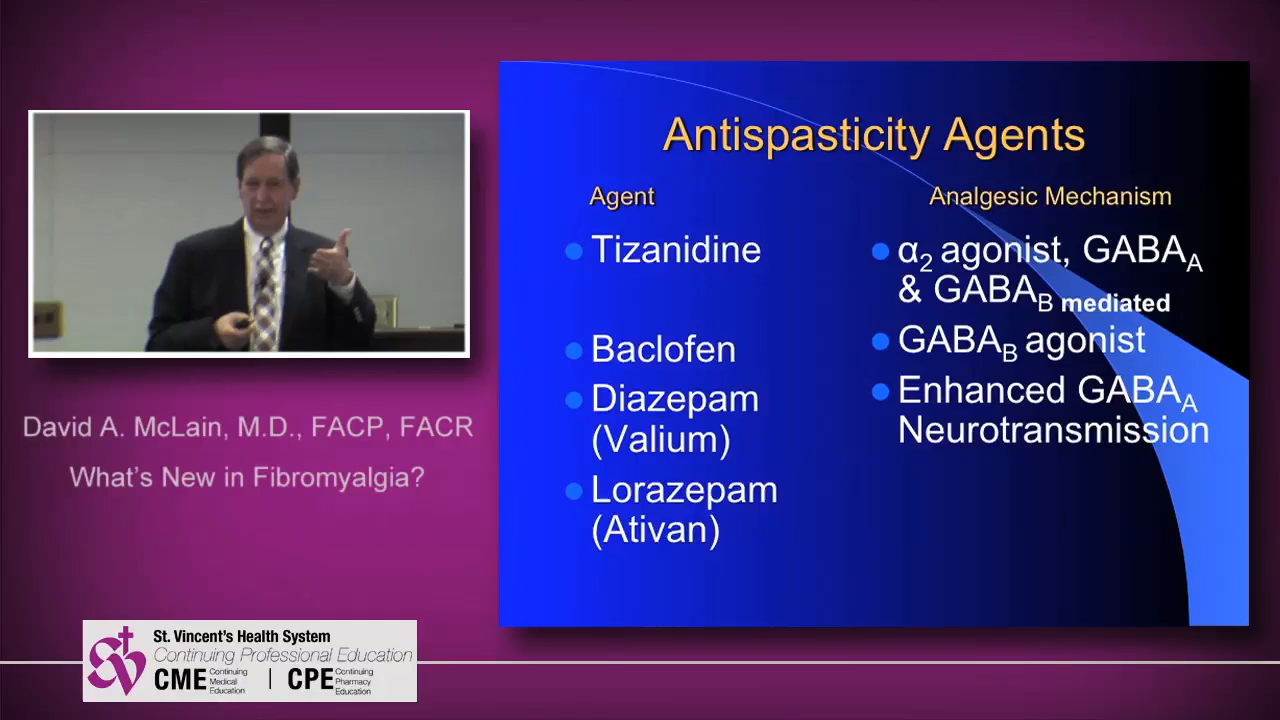 Antispasticity Agents
Agent
Analgesic Mechanism
Tizanidine
α2 agonist, GABAA
& GABAB mediated
Baclofen
GABAB agonist
Diazepam
(Valium)
Enhanced GABAA
Neurotransmission
Lorazepam
(Ativan)
David A. McLain, M.D., FACP, FACR
What's New in Fibromyalgia?
St. Vincent's Health System
Continuing Professional Education
CME Continuing Medical Education | CPE Continuing Pharmacy Education